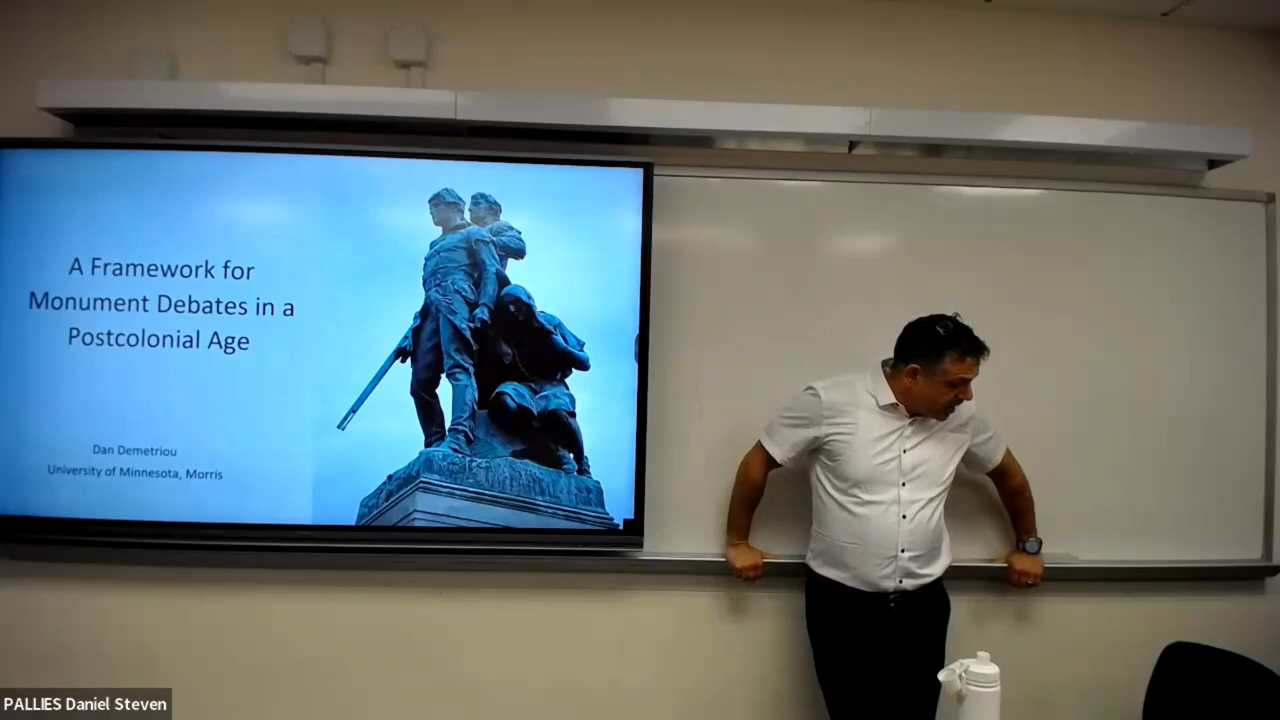 A Framework for
Monument Debates in a
Postcolonial Age
Dan Demetriou
University of Minnesota, Morris
PALLIES Daniel Steven